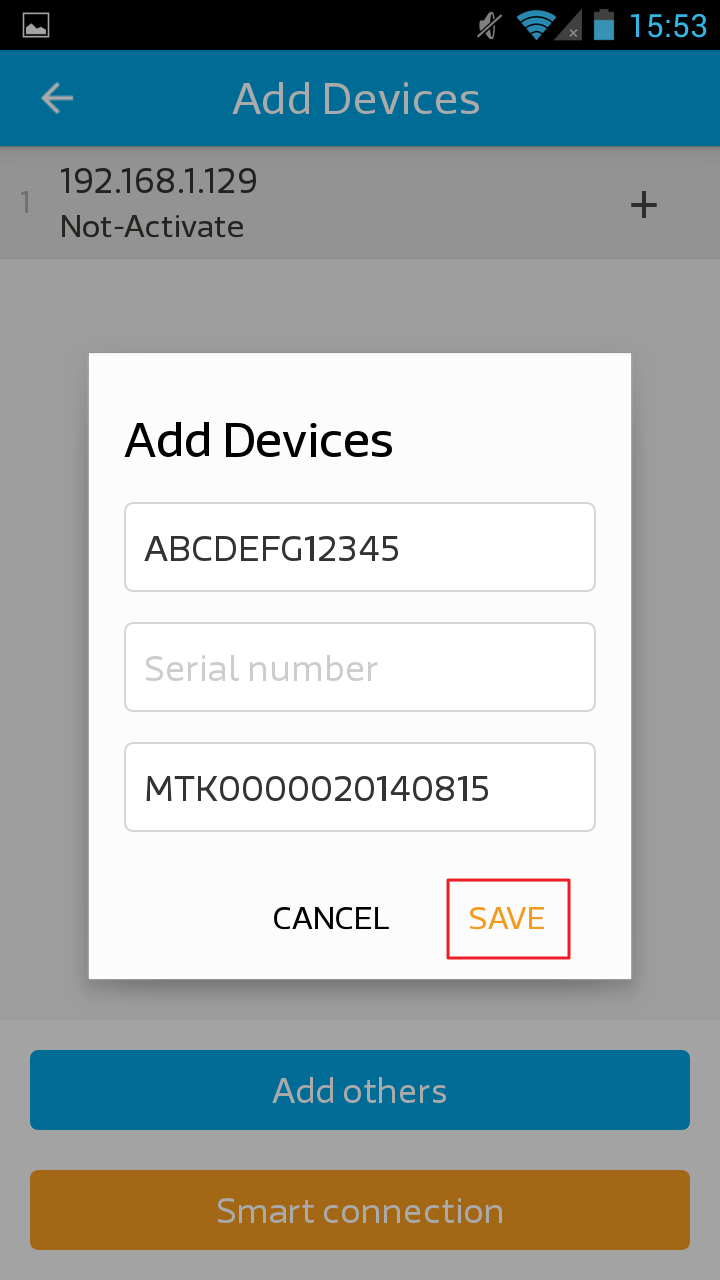 15:53
Add Devices
1
192.168.1.129
Not-Activate
+
Add Devices
ABCDEFG12345
Serial number
MTK0000020140815
CANCEL SAVE
Add others
Smart connection